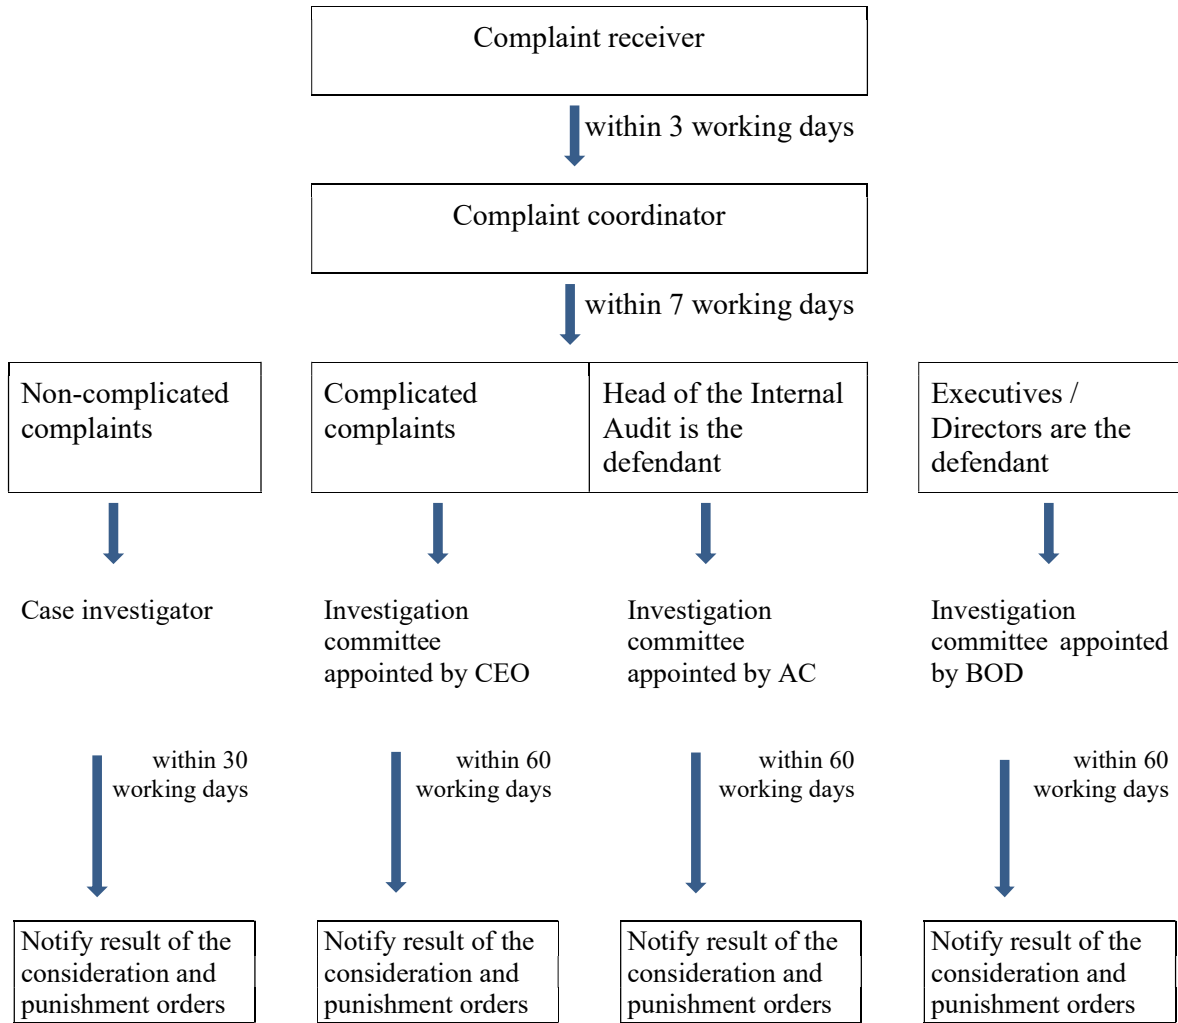 Complaint receiver
within 3 working days
Complaint coordinator
within 7 working days
Non-complicated
complaints
Complicated
complaints
Head of the Internal
Audit is the
defendant
Executives /
Directors are the
defendant
Case investigator
Investigation
committee
appointed by CEO
Investigation
committee
appointed by AC
Investigation
committee appointed
by BOD
within 30
working days
within 60
working days
within 60
working days
within 60
working days
Notify result of the
consideration and
punishment orders
Notify result of the
consideration and
punishment orders
Notify result of the
consideration and
punishment orders
Notify result of the
consideration and
punishment orders